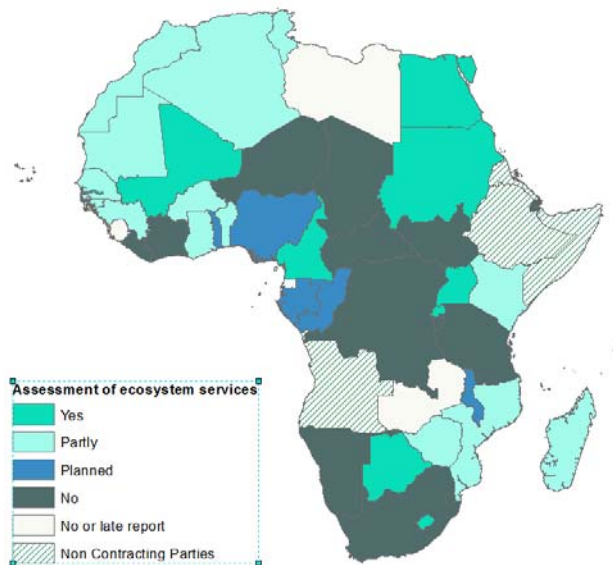 Assessment of ecosystem services
Yes
Partly
Planned
No
No or late report
Non Contracting Parties